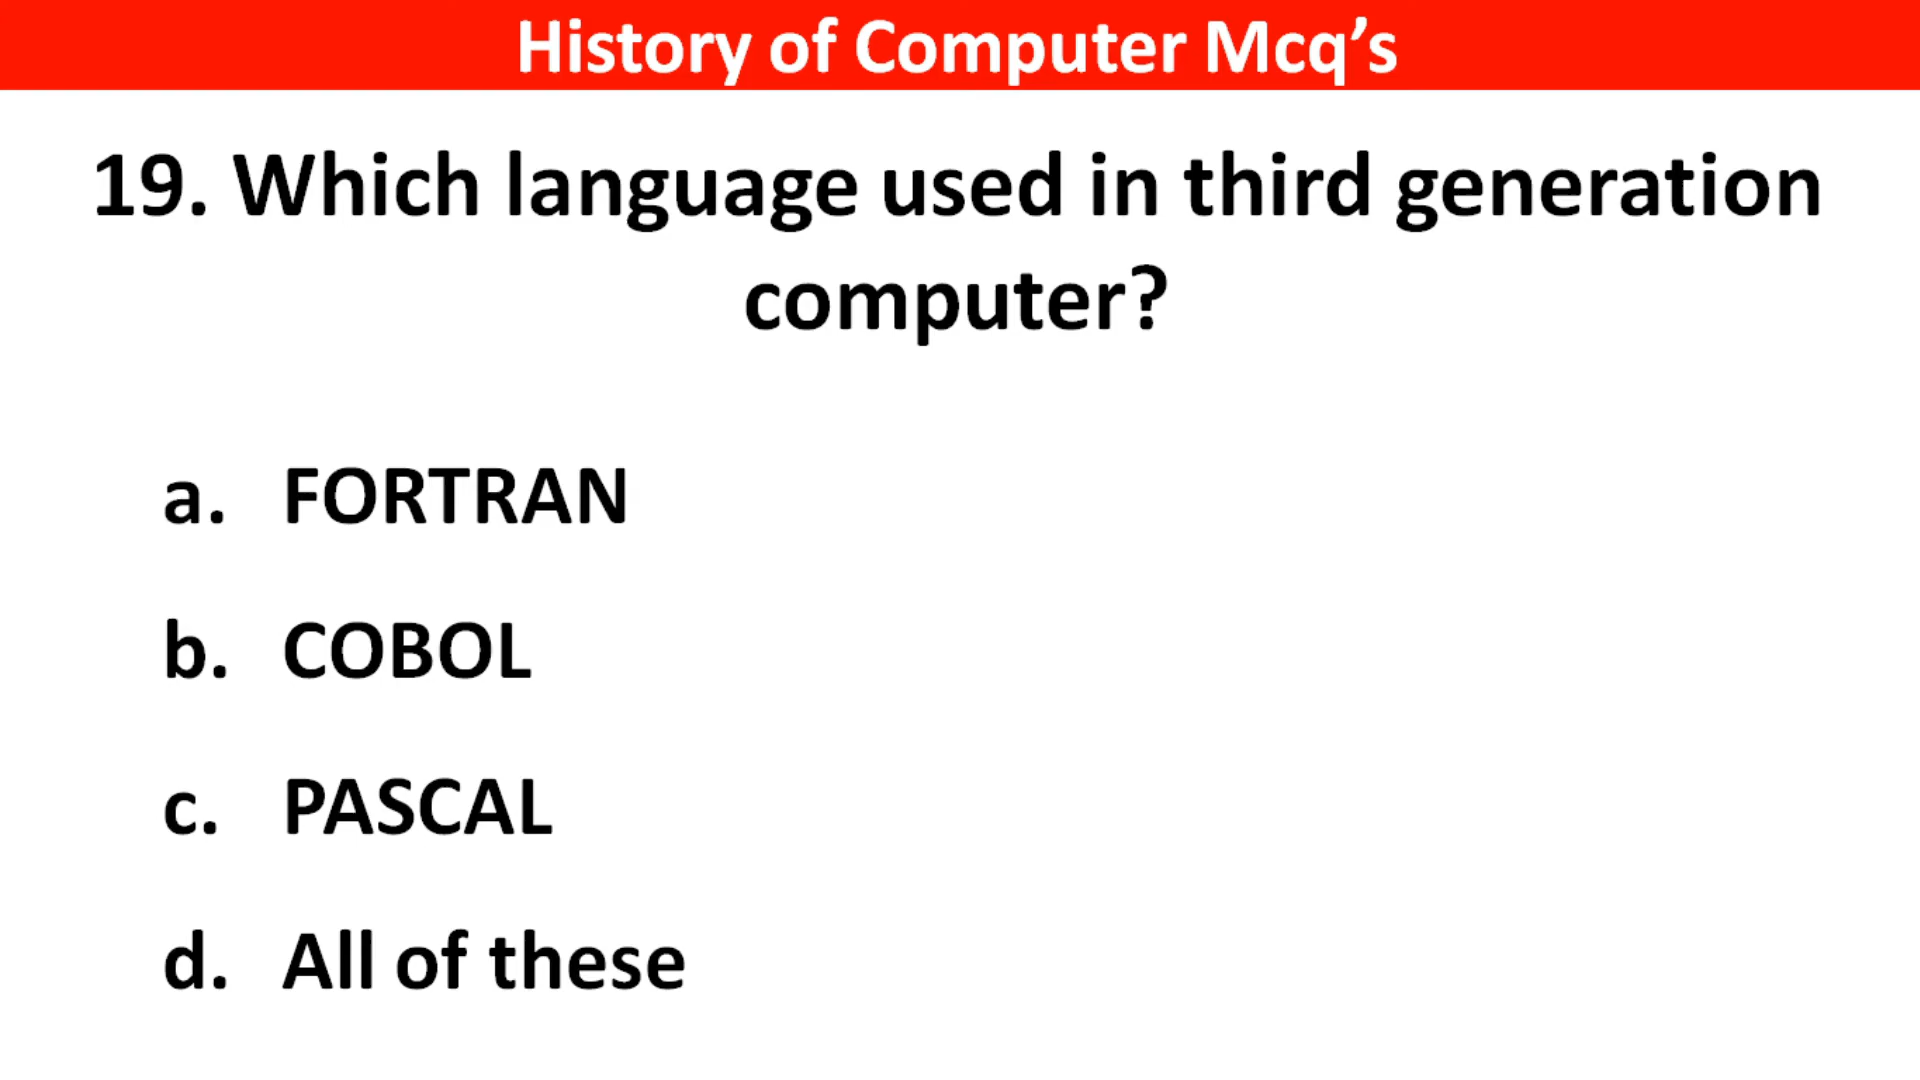 History of Computer Mcq’s
19. Which language used in third generation
computer?
a. FORTRAN
b. COBOL
c. PASCAL
d. All of these